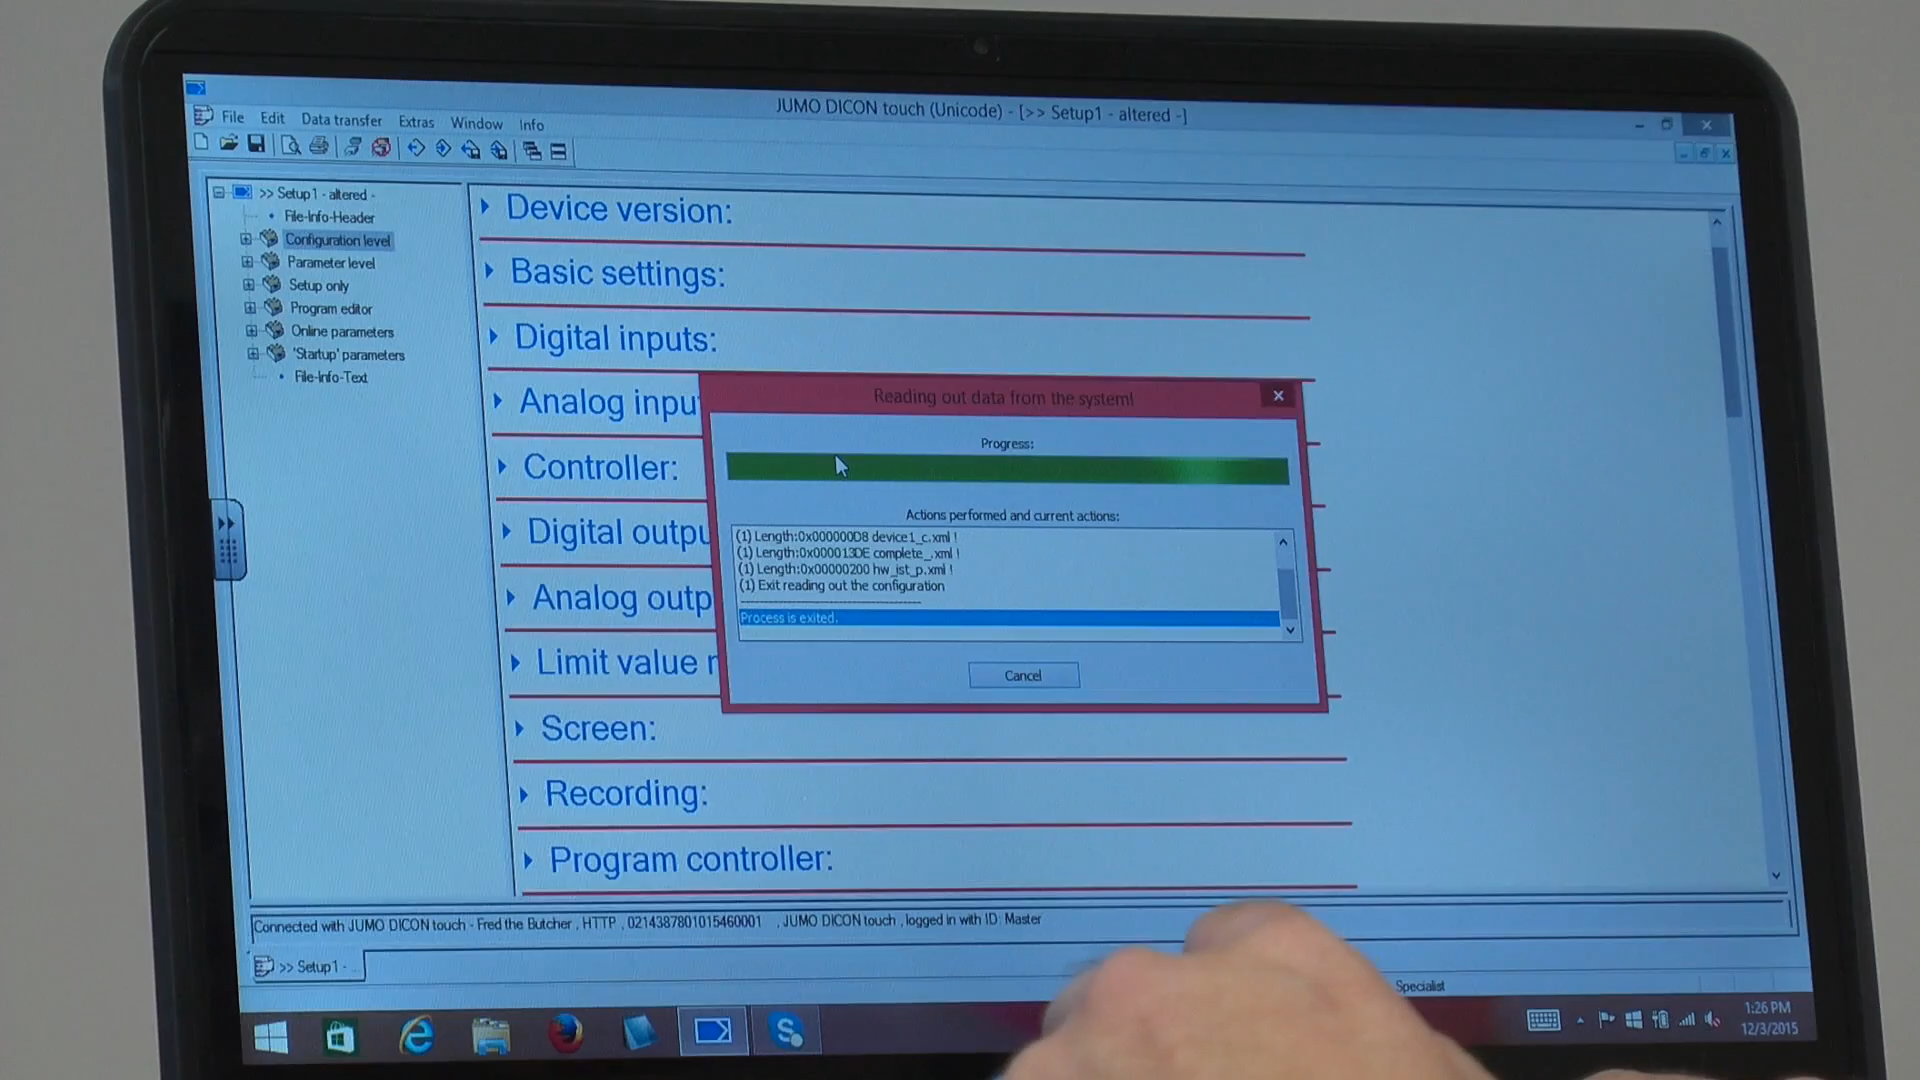 JUMO DICON touch (Unicode) - [>> Setup1 - altered -]
File Edit Data transfer Extras Window Info
>> Setup1 - altered -
File-Info-Header
Configuration level
Parameter level
Setup only
Program editor
Online parameters
'Startup' parameters
File-Info-Text
Device version:
Basic settings:
Digital inputs:
Analog inpu
Controller:
Digital outpu
Analog outp
Limit value
Screen:
Recording:
Program controller:
Reading out data from the system!
Progress:
Actions performed and current actions:
(1) Length:0x000000D8 device1_c.xml !
(1) Length:0x000013DE complete_.xml !
(1) Length:0x00000200 hw_ist_p.xml !
(1) Exit reading out the configuration
Process is exited.
Cancel
Connected with JUMO DICON touch - Fred the Butcher , HTTP , 0214387801015460001 , JUMO DICON touch , logged in with ID: Master
>> Setup1 - ...
Specialist
1:26 PM
12/3/2015